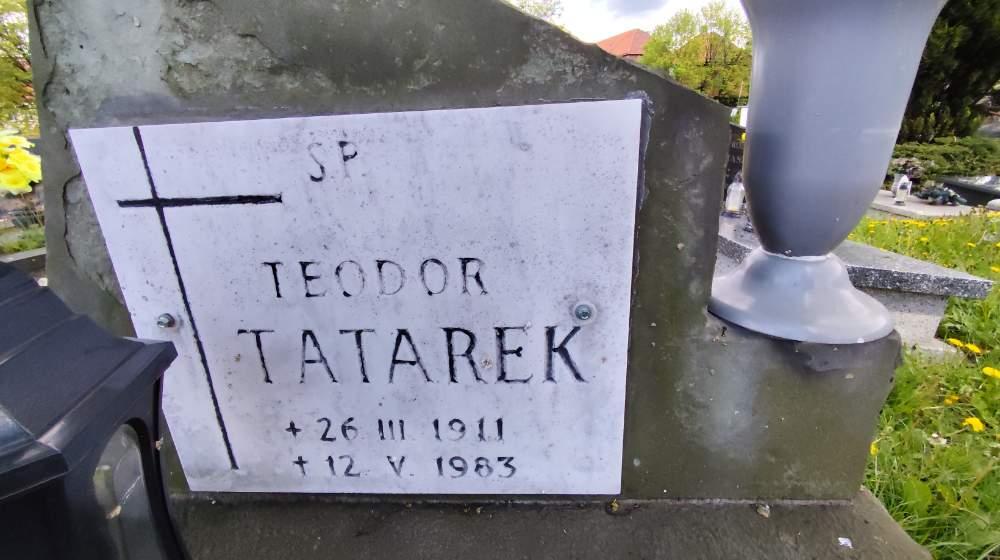 SP.
TEODOR
TATAREK
+ 26 III 1911
+ 12 V. 1983